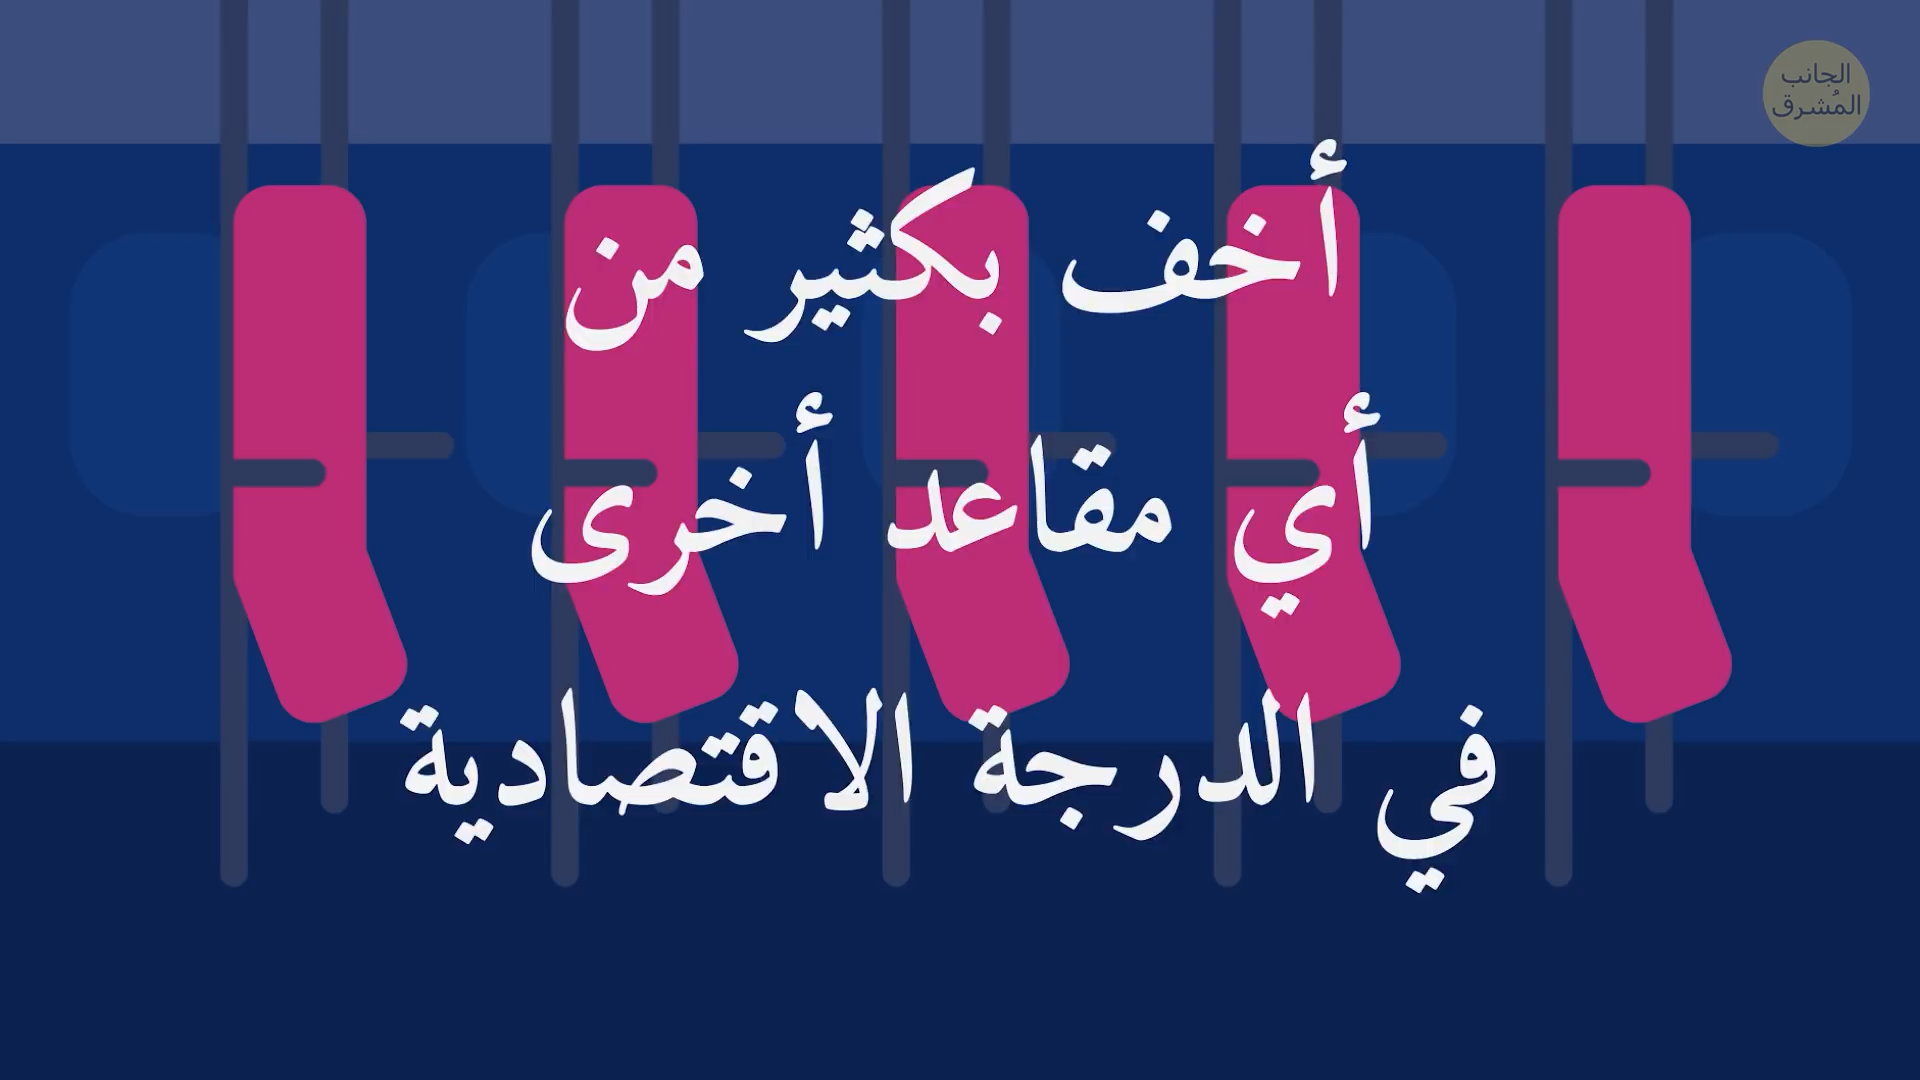 الجانب
المُشرق
أخف بكثير من
أي مقاعد أخرى
في الدرجة الاقتصادية